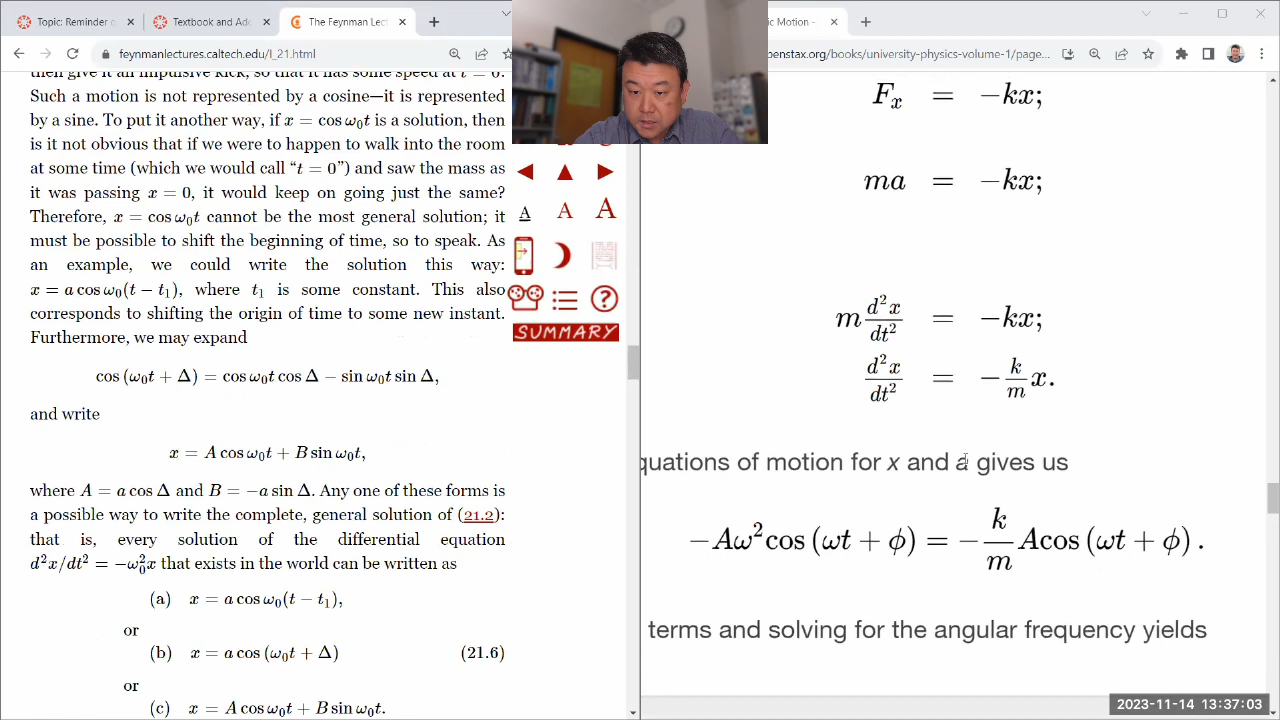 Topic Reminder
Textbook and Ade
The Feynman Lect
ic Motion -
feynmanlectures.caltech.edu/I_21.html
enstax.org/books/university-physics-volume-1/page...
then give it an impulsive kick, so that it has some speed at t = 0.
Such a motion is not represented by a cosine—it is represented
by a sine. To put it another way, if x = cos ω₀t is a solution, then
is it not obvious that if we were to happen to walk into the room
at some time (which we would call “t = 0”) and saw the mass as
it was passing x = 0, it would keep on going just the same?
Therefore, x = cos ω₀t cannot be the most general solution; it
must be possible to shift the beginning of time, so to speak. As
an example, we could write the solution this way:
x = a cos ω₀(t − t₁), where t₁ is some constant. This also
corresponds to shifting the origin of time to some new instant.
Furthermore, we may expand
cos (ω₀t + Δ) = cos ω₀t cos Δ − sin ω₀t sin Δ,
and write
x = A cos ω₀t + B sin ω₀t,
where A = a cos Δ and B = −a sin Δ. Any one of these forms is
a possible way to write the complete, general solution of (21.2):
that is, every solution of the differential equation
d²x/dt² = −ω₀²x that exists in the world can be written as
(a) x = a cos ω₀(t − t₁),
or
(b) x = a cos (ω₀t + Δ) (21.6)
or
(c) x = A cos ω₀t + B sin ω₀t.
A A A
?
SUMMARY
Fₓ = −kx;
ma = −kx;
m d²x/dt² = −kx;
d²x/dt² = −k/m x.
quations of motion for x and a gives us
−Aω²cos (ωt + ϕ) = −k/m Acos (ωt + ϕ) .
terms and solving for the angular frequency yields
2023-11-14 13:37:03